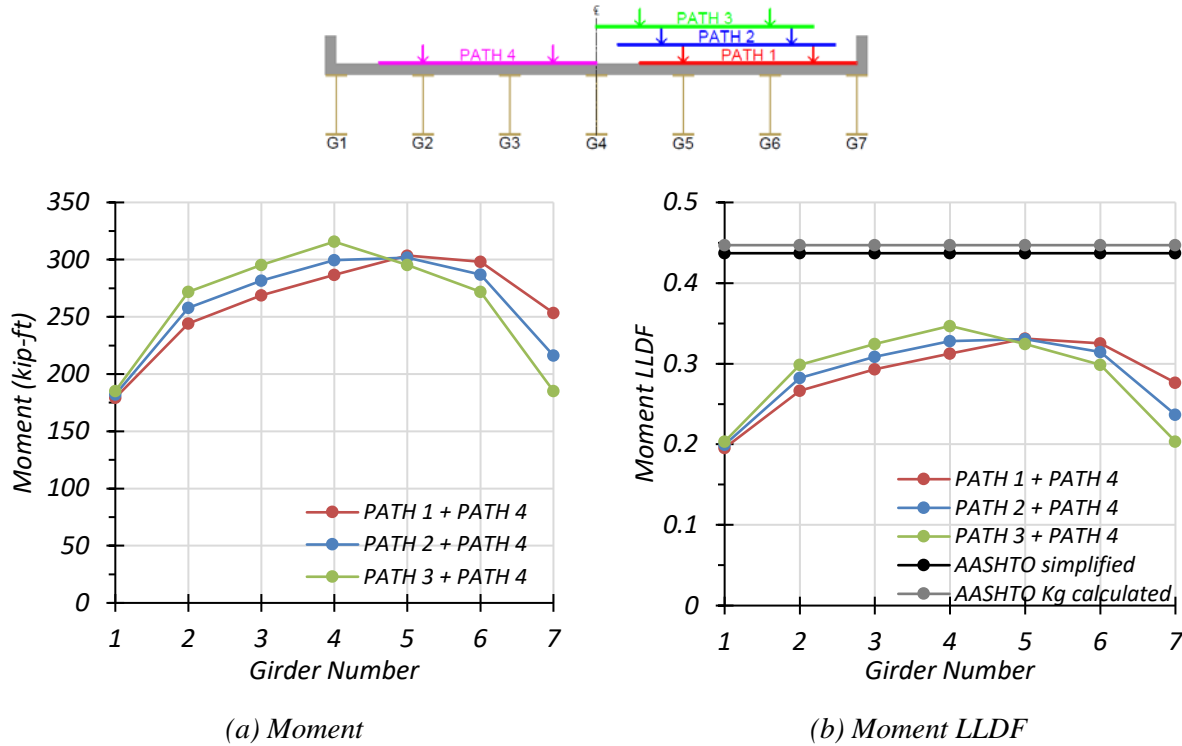 ℄
PATH 3
PATH 2
PATH 4
PATH 1
G1 G2 G3 G4 G5 G6 G7
350
300
250
200
150
100
50
0
Moment (kip-ft)
PATH 1 + PATH 4
PATH 2 + PATH 4
PATH 3 + PATH 4
1 2 3 4 5 6 7
Girder Number
(a) Moment
0.5
0.4
0.3
0.2
0.1
0
Moment LLDF
PATH 1 + PATH 4
PATH 2 + PATH 4
PATH 3 + PATH 4
AASHTO simplified
AASHTO Kg calculated
1 2 3 4 5 6 7
Girder Number
(b) Moment LLDF